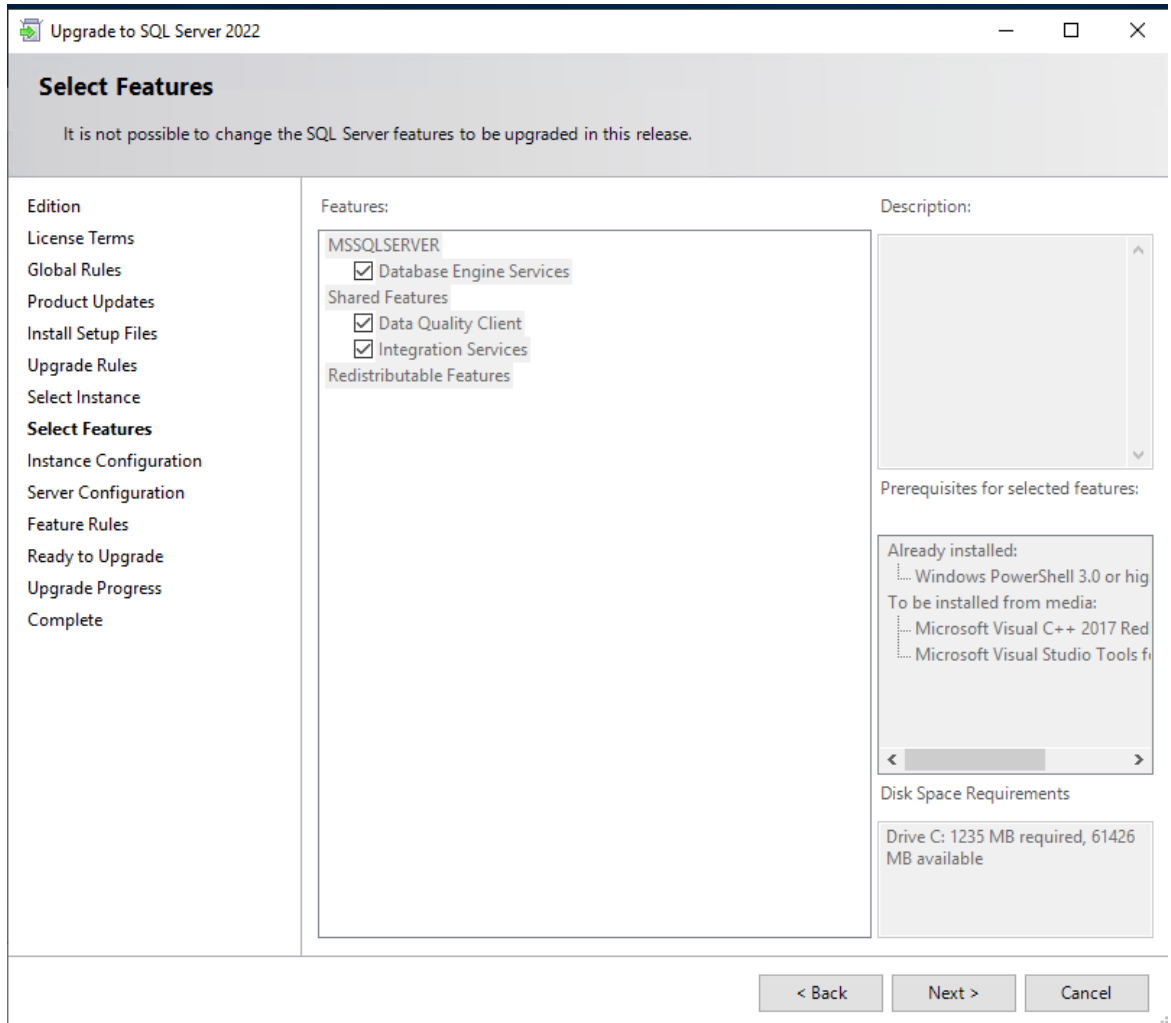 Upgrade to SQL Server 2022
Select Features
It is not possible to change the SQL Server features to be upgraded in this release.
Edition
License Terms
Global Rules
Product Updates
Install Setup Files
Upgrade Rules
Select Instance
Select Features
Instance Configuration
Server Configuration
Feature Rules
Ready to Upgrade
Upgrade Progress
Complete
Features:
MSSQLSERVER
Database Engine Services
Shared Features
Data Quality Client
Integration Services
Redistributable Features
Description:
Prerequisites for selected features:
Already installed:
Windows PowerShell 3.0 or hig
To be installed from media:
Microsoft Visual C++ 2017 Red
Microsoft Visual Studio Tools f
Disk Space Requirements
Drive C: 1235 MB required, 61426
MB available
< Back
Next >
Cancel